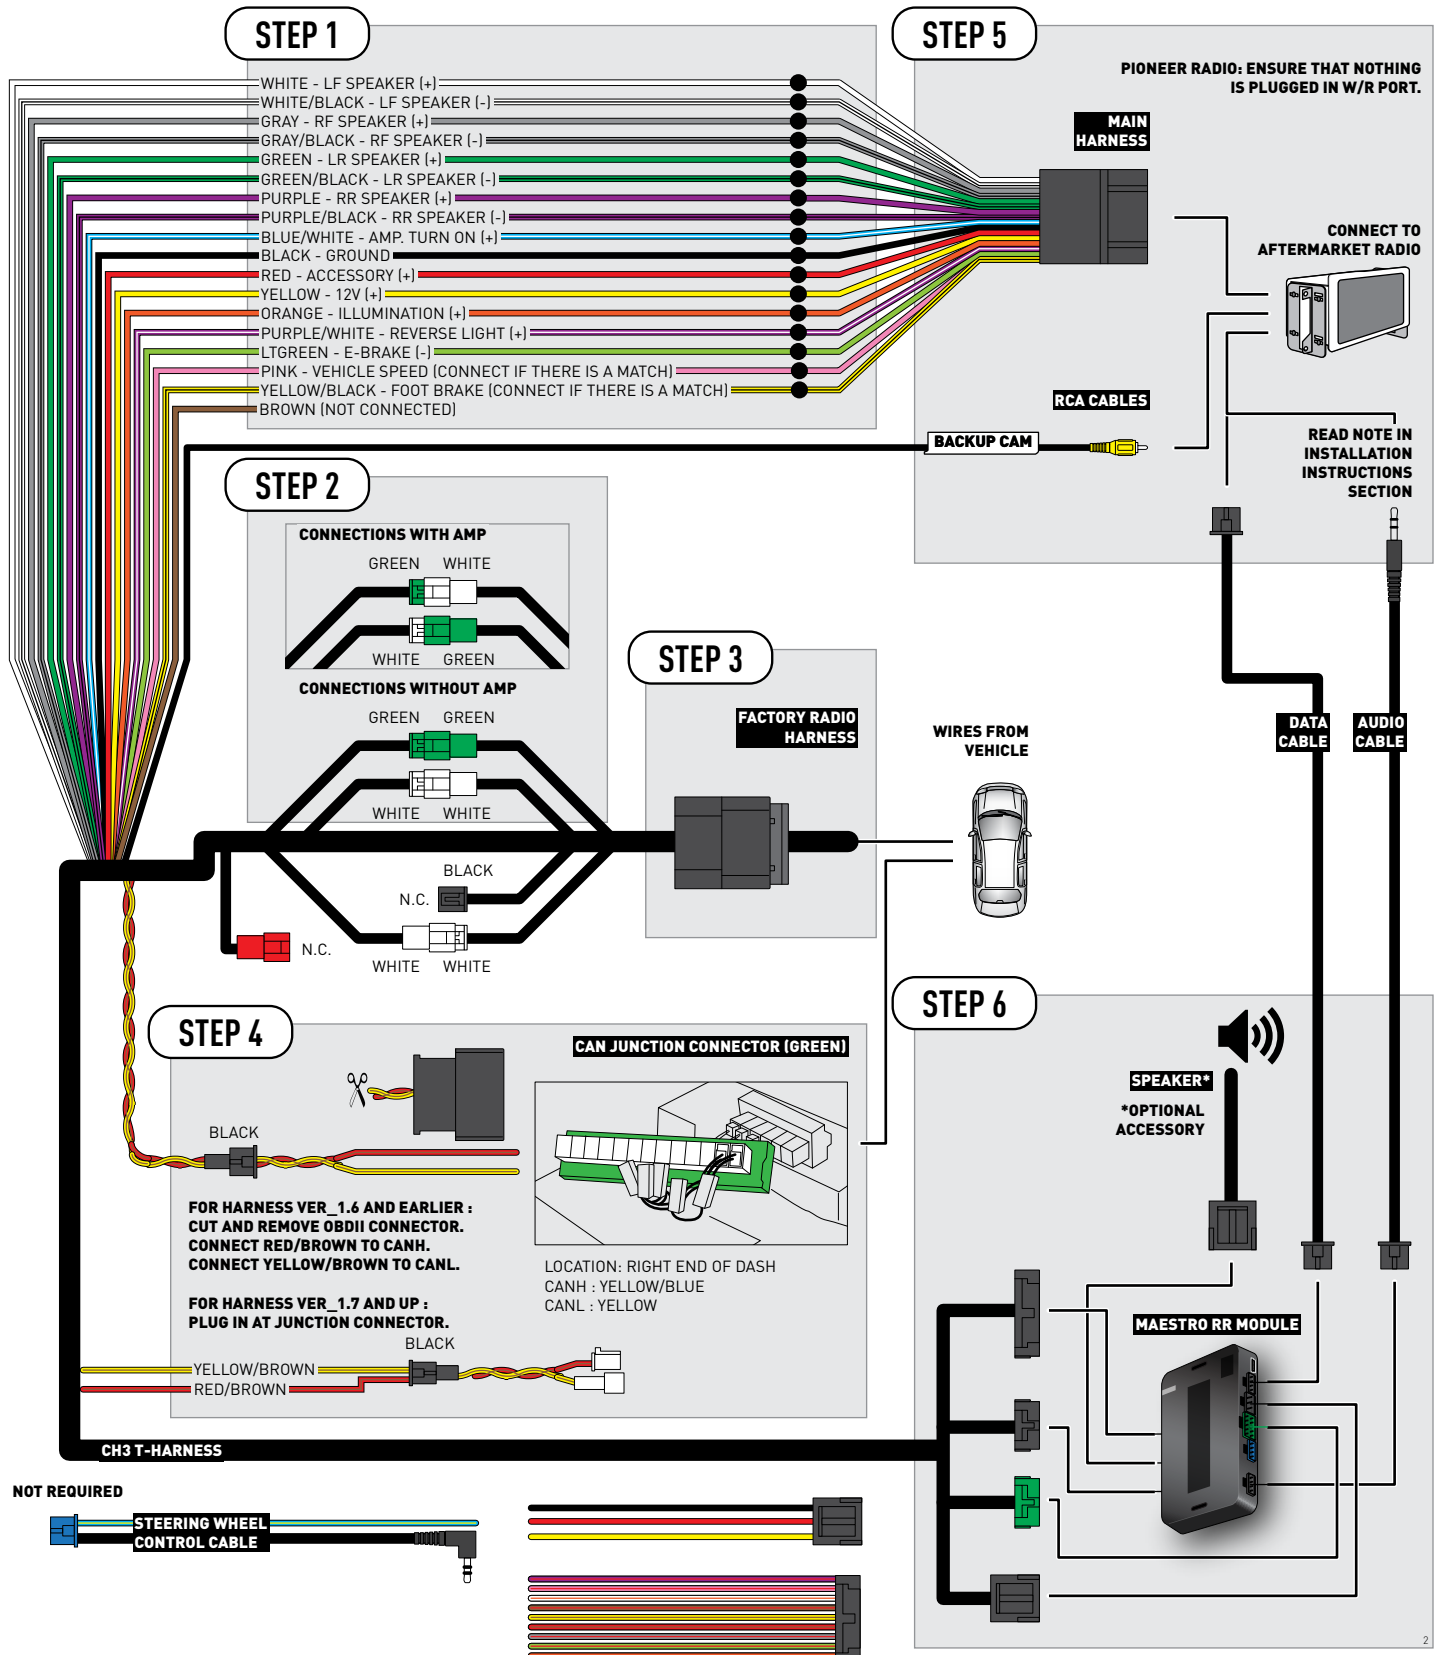 STEP 1
WHITE - LF SPEAKER (+)
WHITE/BLACK - LF SPEAKER (-)
GRAY - RF SPEAKER (+)
GRAY/BLACK - RF SPEAKER (-)
GREEN - LR SPEAKER (+)
GREEN/BLACK - LR SPEAKER (-)
PURPLE - RR SPEAKER (+)
PURPLE/BLACK - RR SPEAKER (-)
BLUE/WHITE - AMP. TURN ON (+)
BLACK - GROUND
RED - ACCESSORY (+)
YELLOW - 12V (+)
ORANGE - ILLUMINATION (+)
PURPLE/WHITE - REVERSE LIGHT (+)
LTGREEN - E-BRAKE (-)
PINK - VEHICLE SPEED (CONNECT IF THERE IS A MATCH)
YELLOW/BLACK - FOOT BRAKE (CONNECT IF THERE IS A MATCH)
BROWN (NOT CONNECTED)
STEP 5
PIONEER RADIO: ENSURE THAT NOTHING
IS PLUGGED IN W/R PORT.
MAIN
HARNESS
CONNECT TO
AFTERMARKET RADIO
RCA CABLES
BACKUP CAM
READ NOTE IN
INSTALLATION
INSTRUCTIONS
SECTION
DATA
CABLE
AUDIO
CABLE
STEP 2
CONNECTIONS WITH AMP
GREEN WHITE
WHITE GREEN
CONNECTIONS WITHOUT AMP
GREEN GREEN
WHITE WHITE
BLACK
N.C.
N.C.
WHITE WHITE
STEP 3
FACTORY RADIO
HARNESS
WIRES FROM
VEHICLE
STEP 4
CAN JUNCTION CONNECTOR (GREEN)
BLACK
FOR HARNESS VER_1.6 AND EARLIER :
CUT AND REMOVE OBDII CONNECTOR.
CONNECT RED/BROWN TO CANH.
CONNECT YELLOW/BROWN TO CANL.
FOR HARNESS VER_1.7 AND UP :
PLUG IN AT JUNCTION CONNECTOR.
LOCATION: RIGHT END OF DASH
CANH : YELLOW/BLUE
CANL : YELLOW
BLACK
YELLOW/BROWN
RED/BROWN
CH3 T-HARNESS
STEP 6
SPEAKER*
*OPTIONAL
ACCESSORY
MAESTRO RR MODULE
NOT REQUIRED
STEERING WHEEL
CONTROL CABLE
2